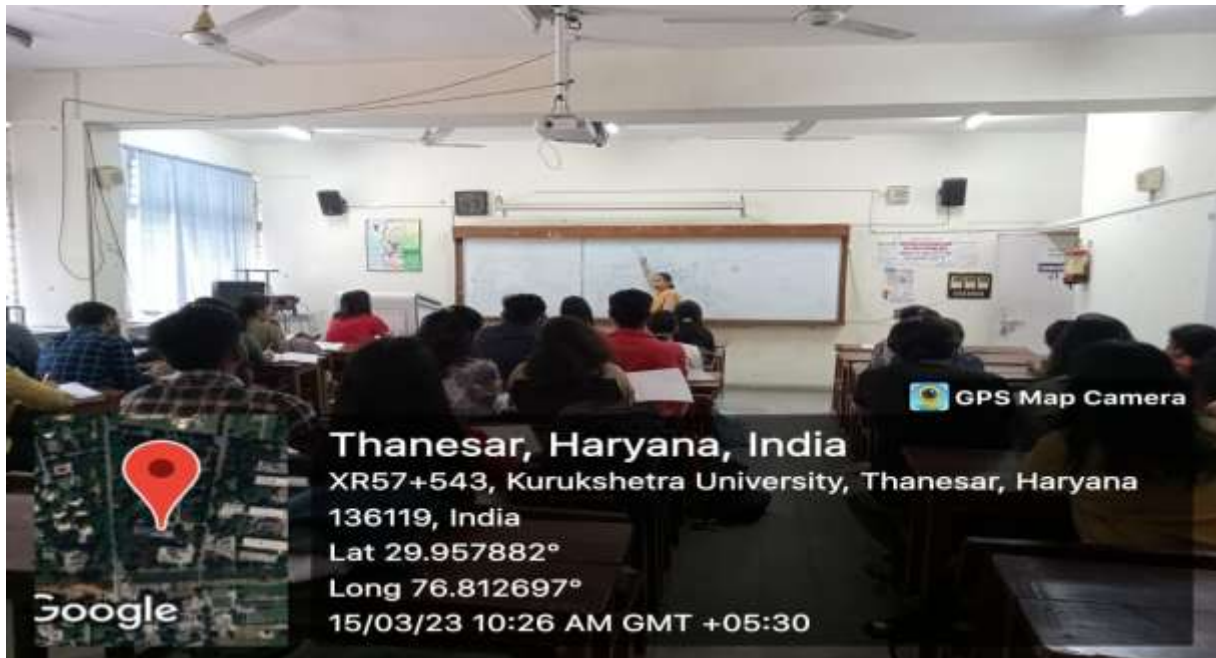 GPS Map Camera
Thanesar, Haryana, India
XR57+543, Kurukshetra University, Thanesar, Haryana
136119, India
Lat 29.957882°
Long 76.812697°
15/03/23 10:26 AM GMT +05:30
Google